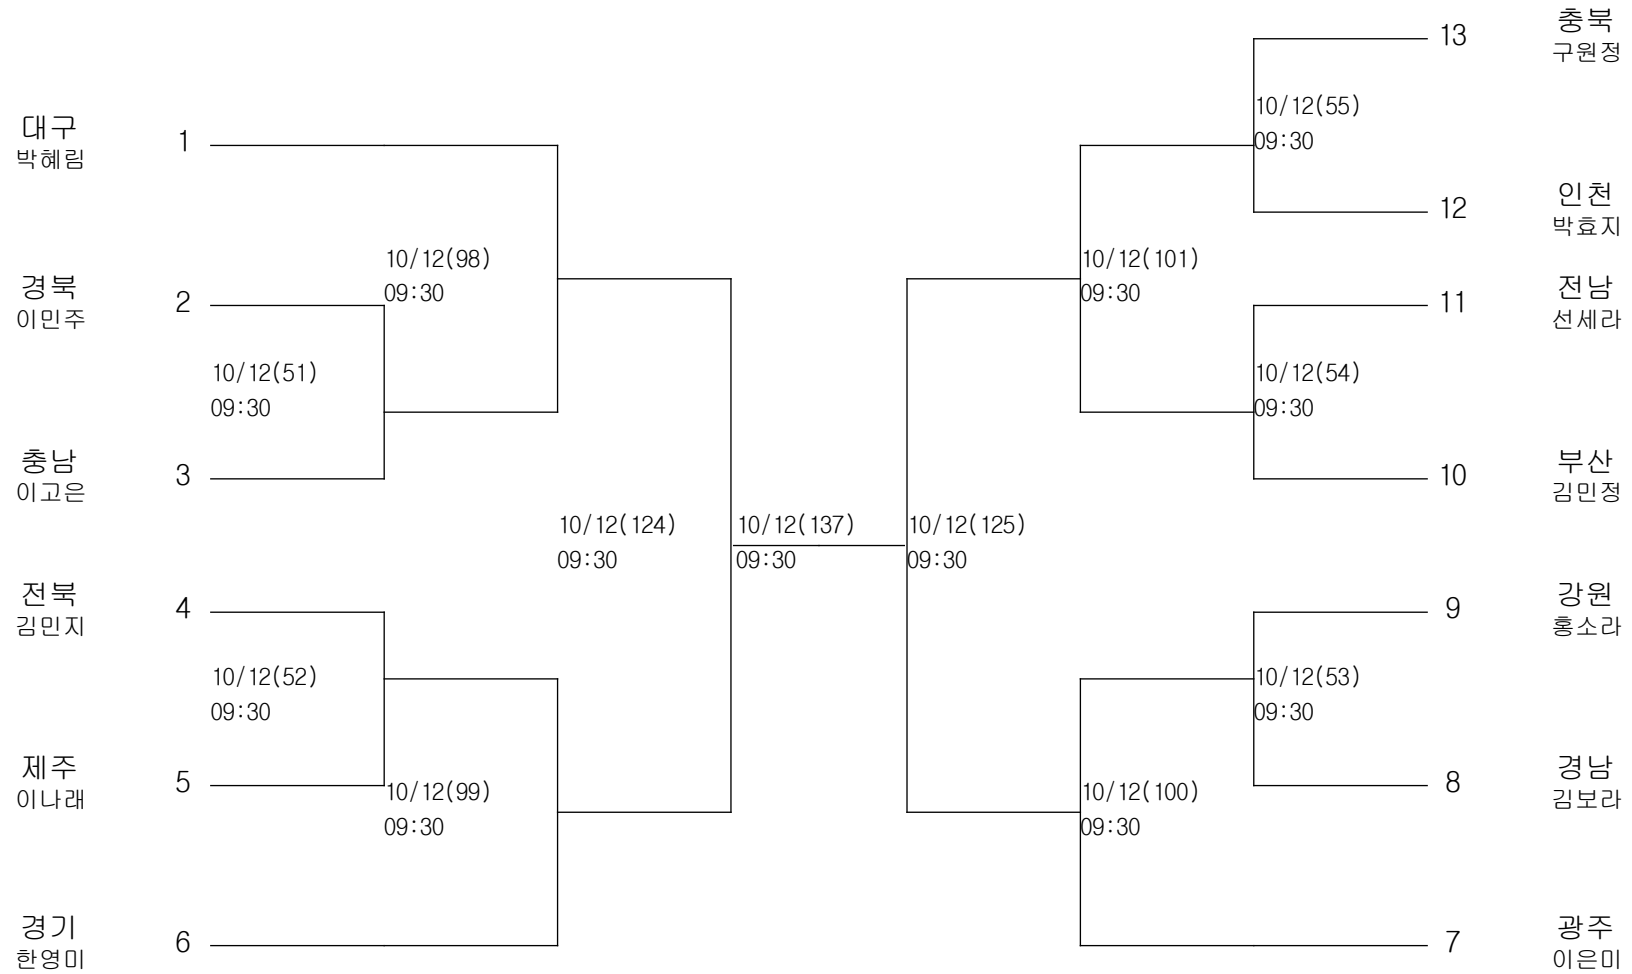 충북
13
구원정
10/12(55)
대구
1
09:30
박혜림
인천
12
박효지
10/12(98)
10/12(101)
경북
09:30
09:30
전남
2
11
이민주
선세라
10/12(51)
10/12(54)
09:30
09:30
충남
부산
3
10
이고은
김민정
10/12(124)
10/12(137)
10/12(125)
09:30
09:30
09:30
전북
강원
4
9
김민지
홍소라
10/12(52)
10/12(53)
09:30
09:30
제주
경남
5
8
이나래
10/12(99)
10/12(100)
김보라
09:30
09:30
경기
광주
6
7
한영미
이은미